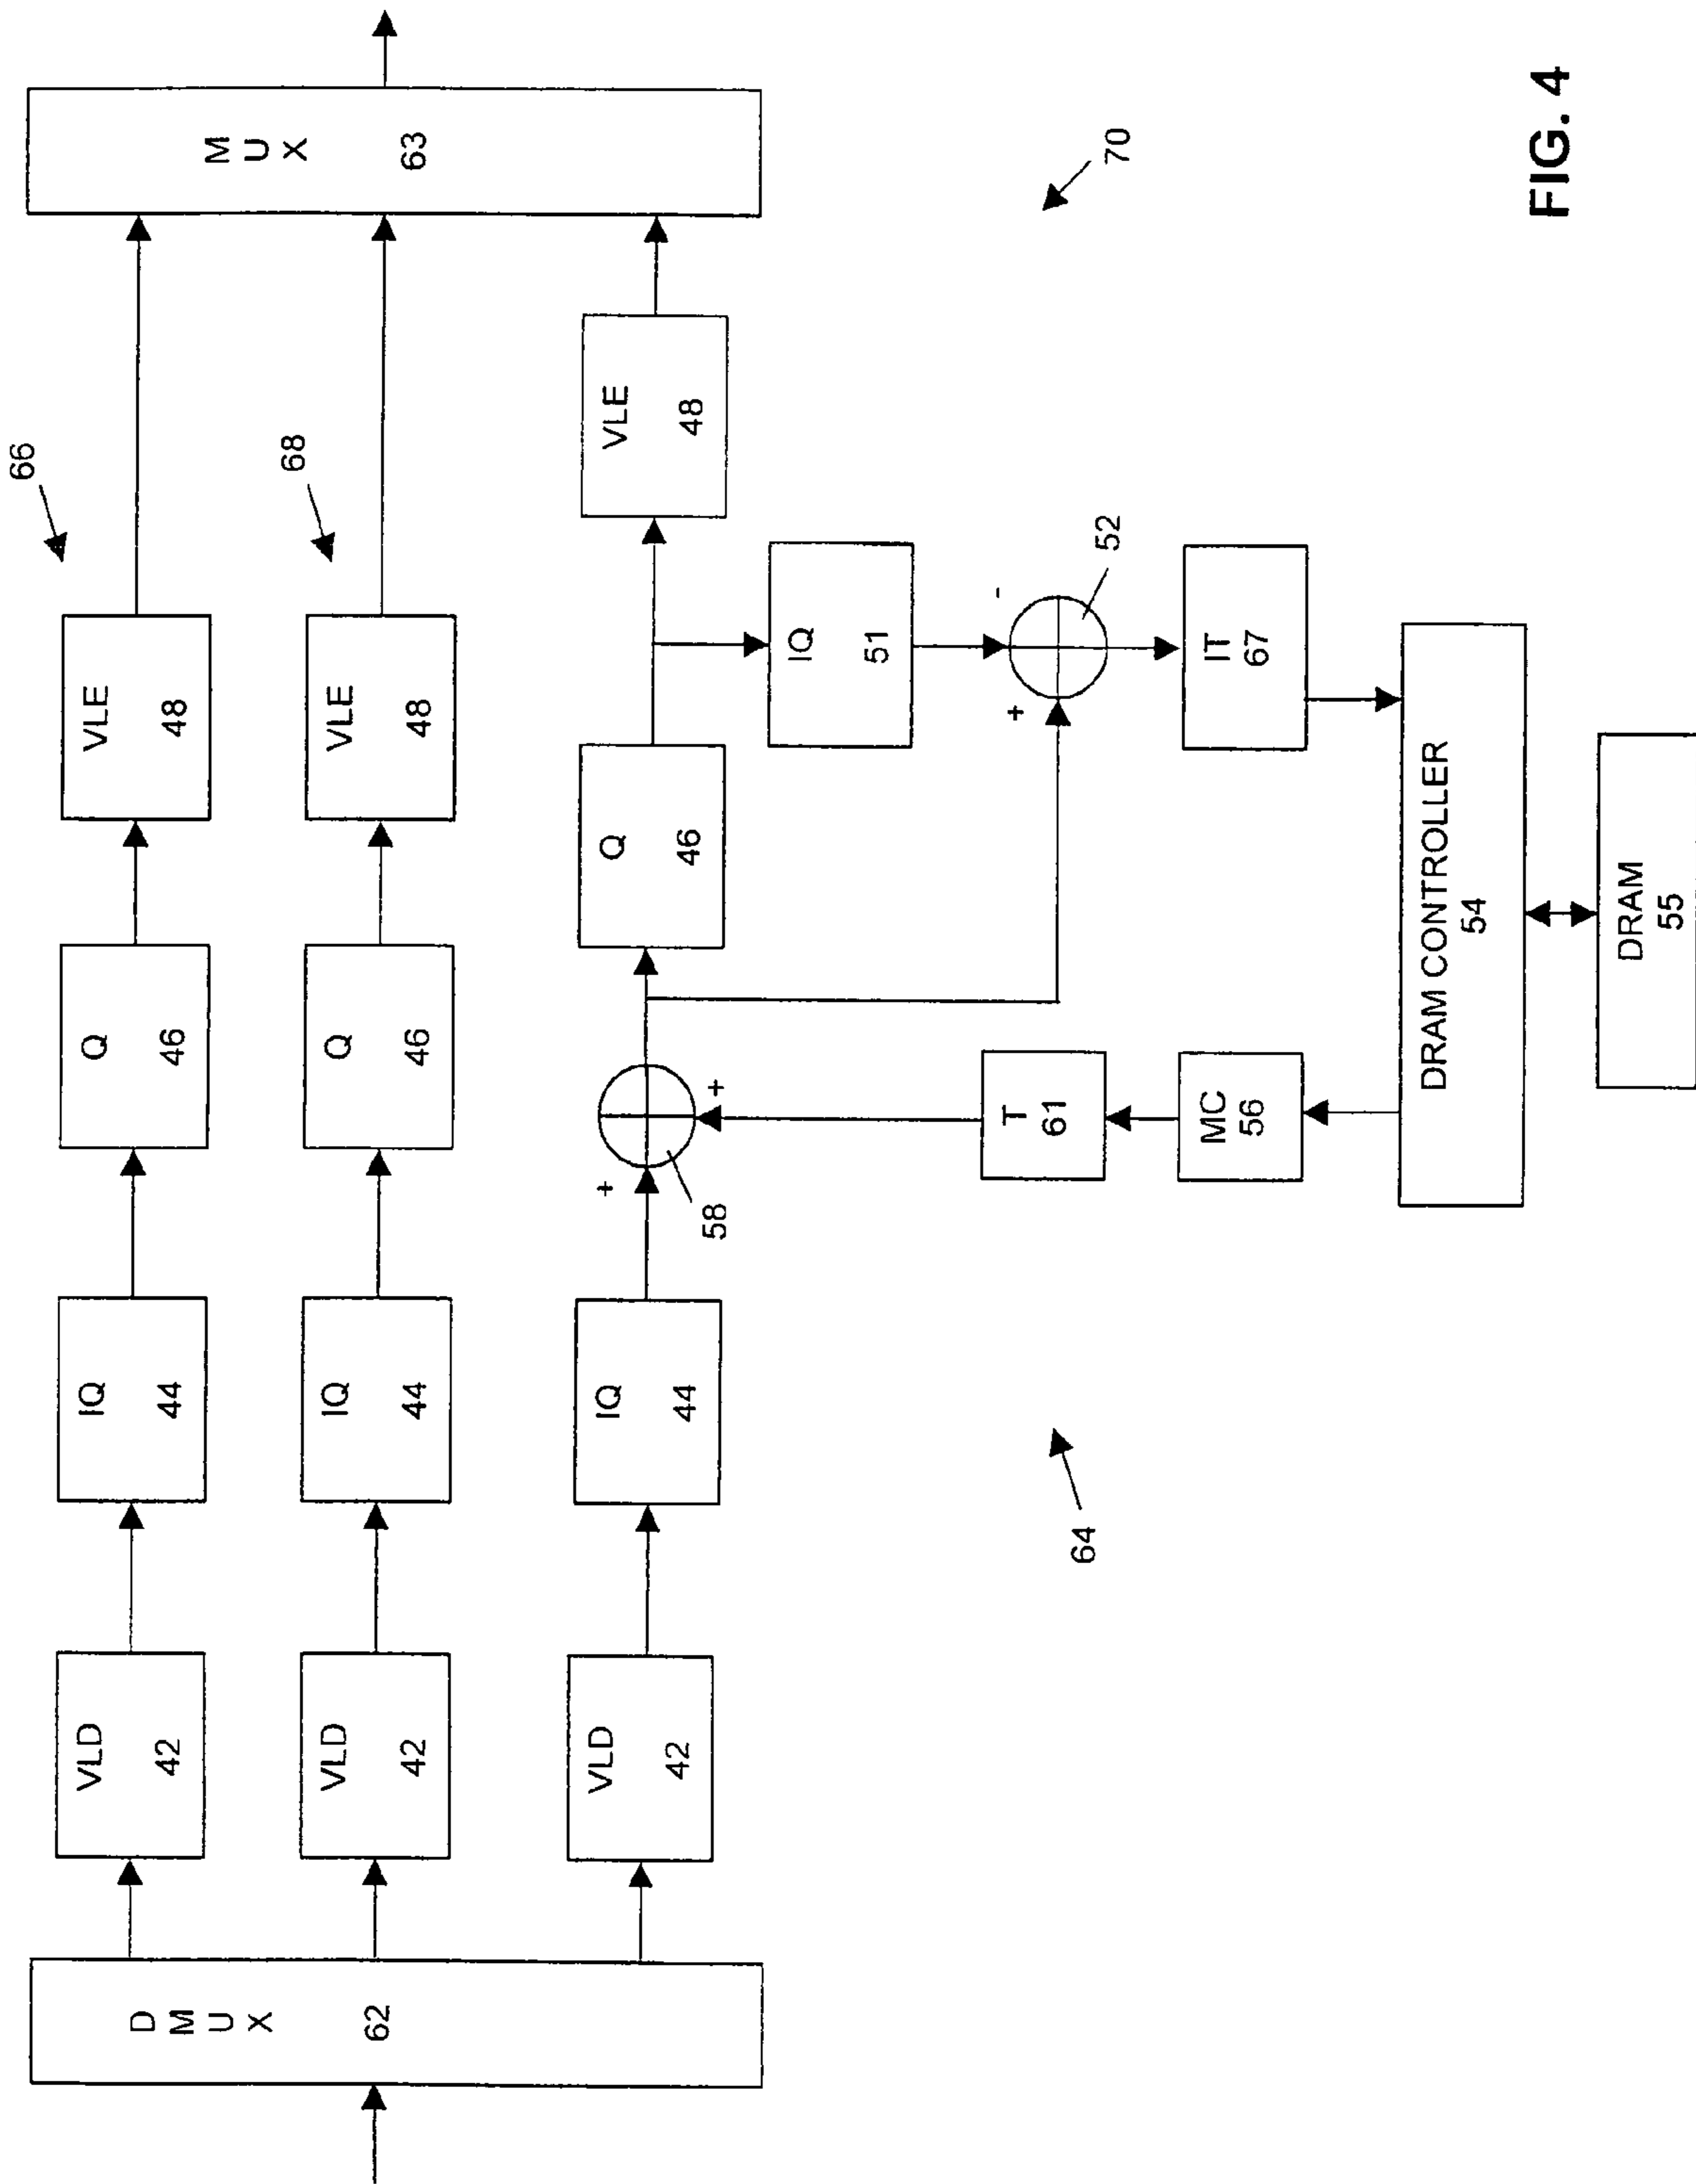 66
68
D
M
U
X
62
VLD
42
IQ
44
Q
46
VLE
48
M
U
X
63
VLD
42
IQ
44
Q
46
VLE
48
VLD
42
IQ
44
+
+
58
Q
46
VLE
48
IQ
51
+
-
52
T
61
MC
56
IT
67
64
70
DRAM CONTROLLER
54
DRAM
55
FIG. 4